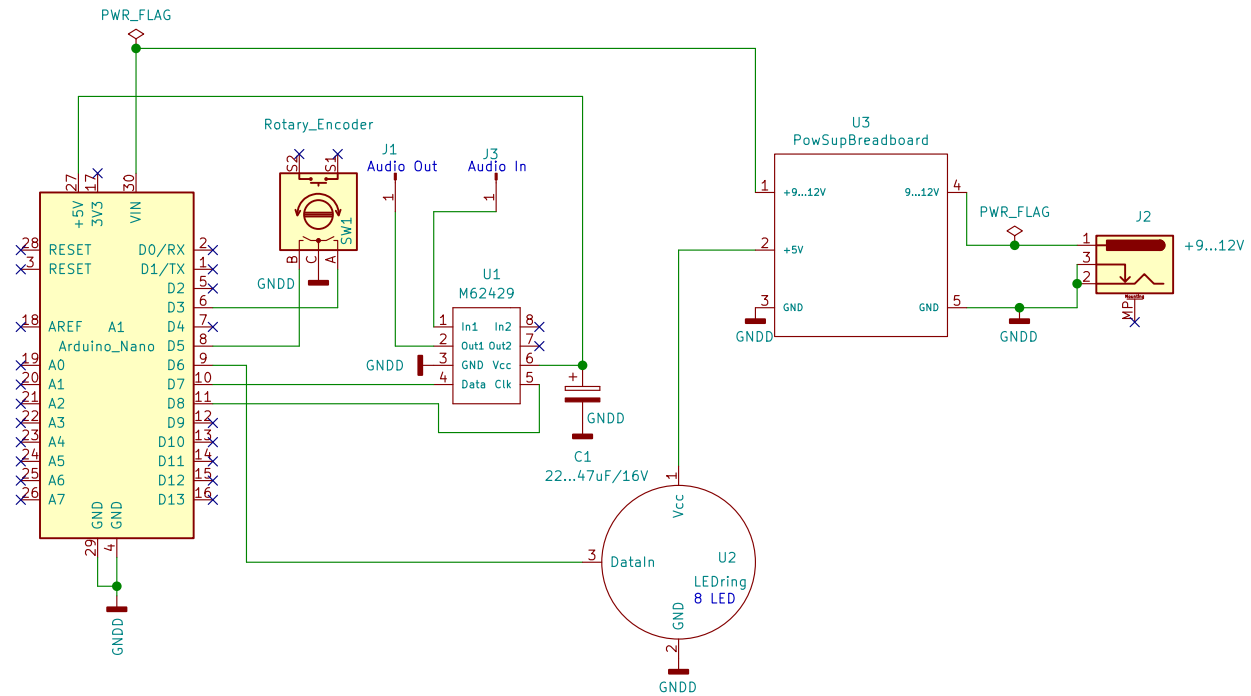 PWR_FLAG
Rotary_Encoder
S2
S1
SW1
B
C
A
GNDD
J1
Audio Out
1
J3
Audio In
1
U3
PowSupBreadboard
1
+9...12V
9...12V
4
2
+5V
3
GND
GND
5
GNDD
GNDD
PWR_FLAG
J2
+9...12V
1
3
2
Mounting
MP
27
17
30
+5V
3V3
VIN
28
RESET
D0/RX
2
3
RESET
D1/TX
1
D2
5
D3
6
18
AREF
A1
D4
7
Arduino_Nano
D5
8
19
A0
D6
9
20
A1
D7
10
21
A2
D8
11
22
A3
D9
12
23
A4
D10
13
24
A5
D11
14
25
A6
D12
15
26
A7
D13
16
GND
GND
29
4
GNDD
U1
M62429
1
In1
In2
8
2
Out1
Out2
7
GNDD
3
GND
Vcc
6
4
Data
Clk
5
+
GNDD
C1
22...47uF/16V
1
Vcc
3
DataIn
U2
LEDring
8 LED
GND
2
GNDD